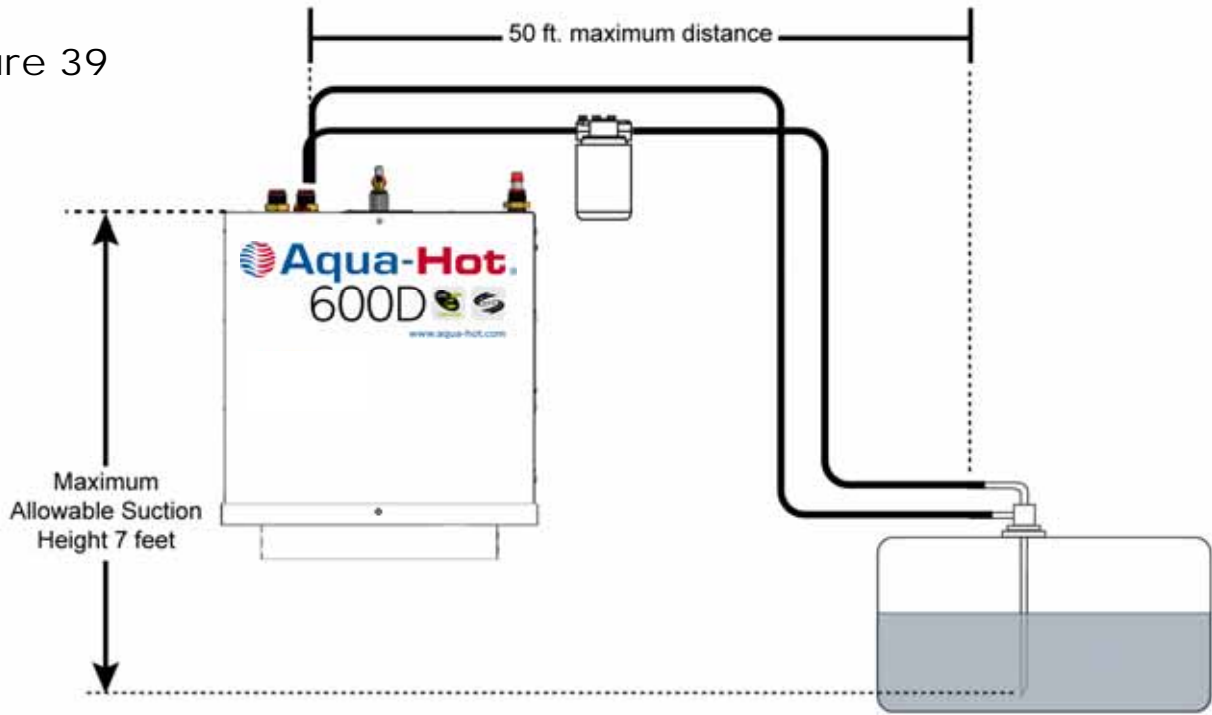 50 ft. maximum distance
ure 39
Aqua-Hot®
600D
www.aqua-hot.com
Maximum
Allowable Suction
Height 7 feet